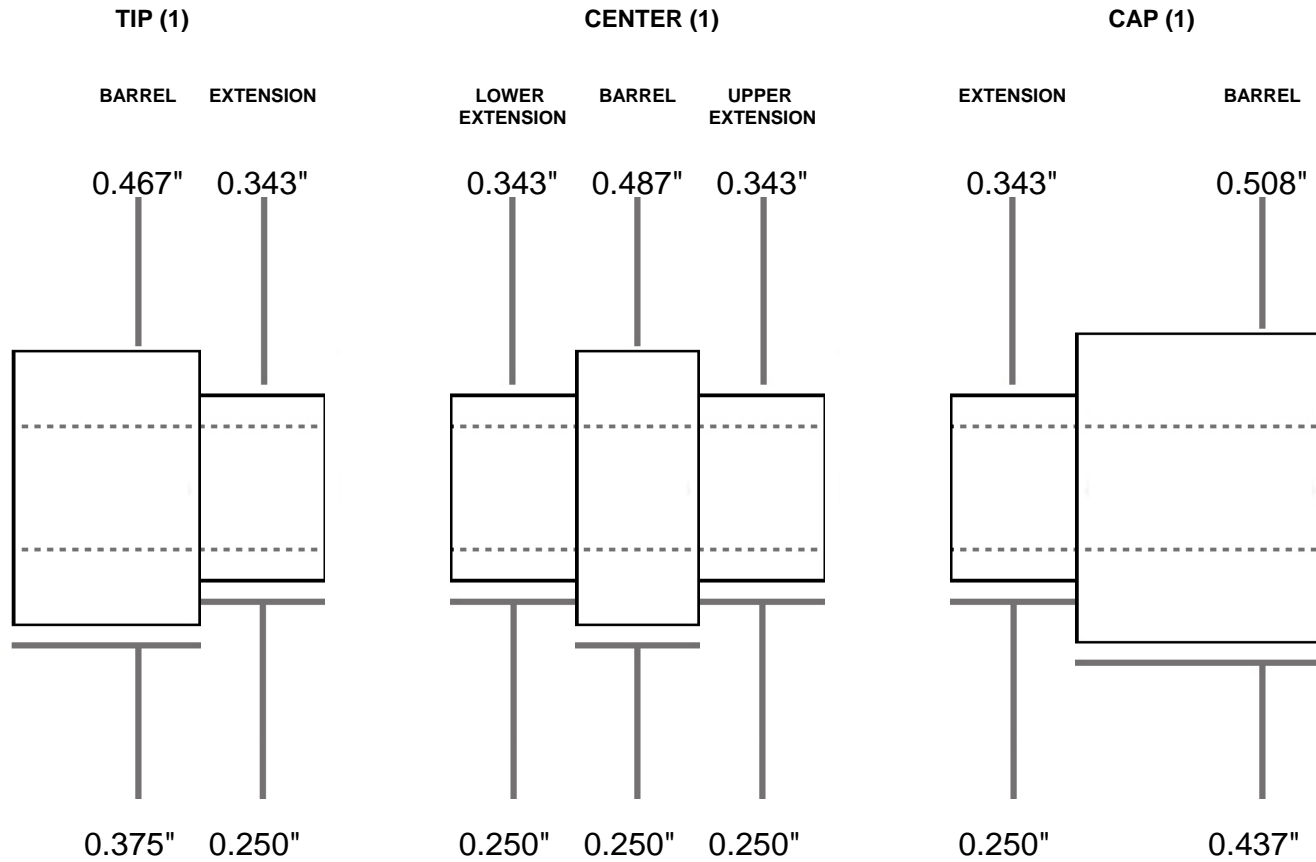 TIP (1) CENTER (1) CAP (1)
BARREL EXTENSION LOWER EXTENSION BARREL UPPER EXTENSION EXTENSION BARREL
0.467" 0.343" 0.343" 0.487" 0.343" 0.343" 0.508"
0.375" 0.250" 0.250" 0.250" 0.250" 0.250" 0.437"